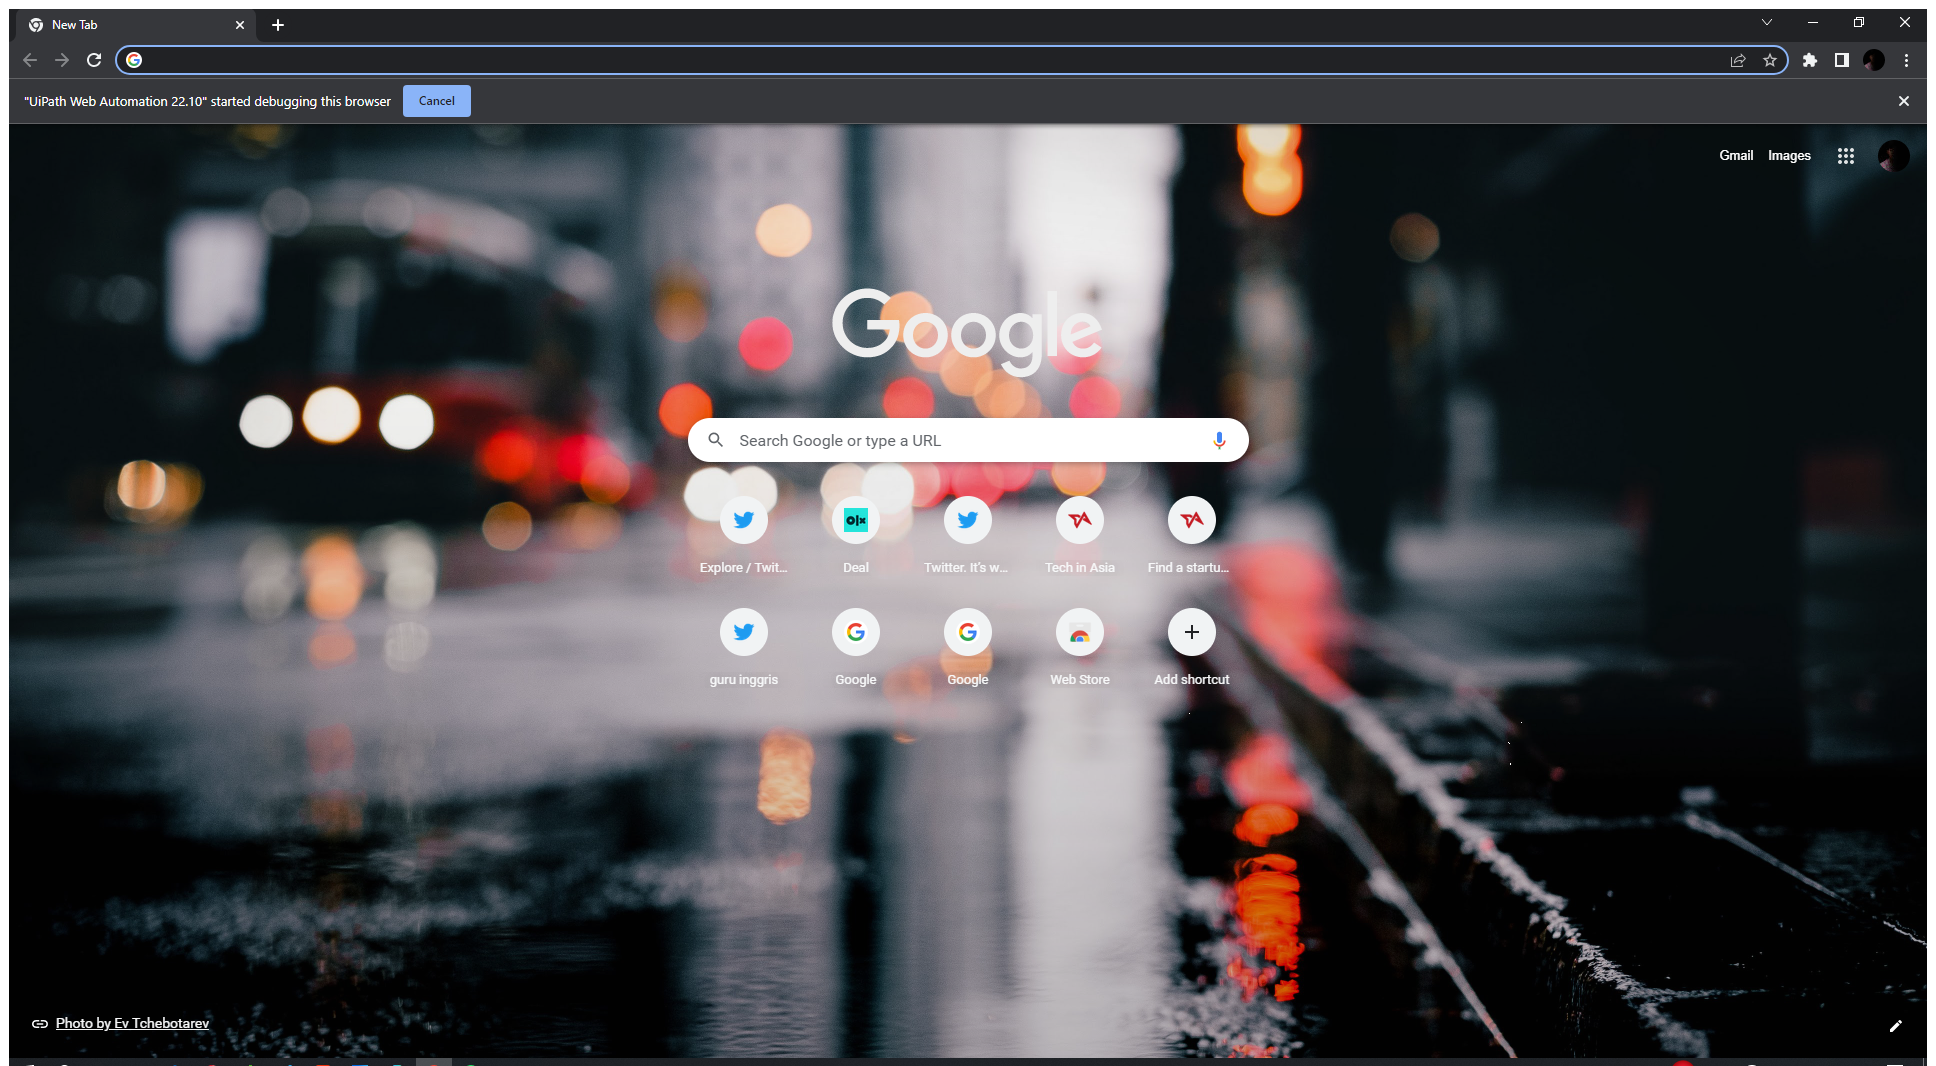 New Tab
"UiPath Web Automation 22.10" started debugging this browser
Cancel
Gmail Images
Google
Search Google or type a URL
Explore / Twit... Deal Twitter. It's w... Tech in Asia Find a startu...
guru inggris Google Google Web Store Add shortcut
Photo by Ev Tchebotarev